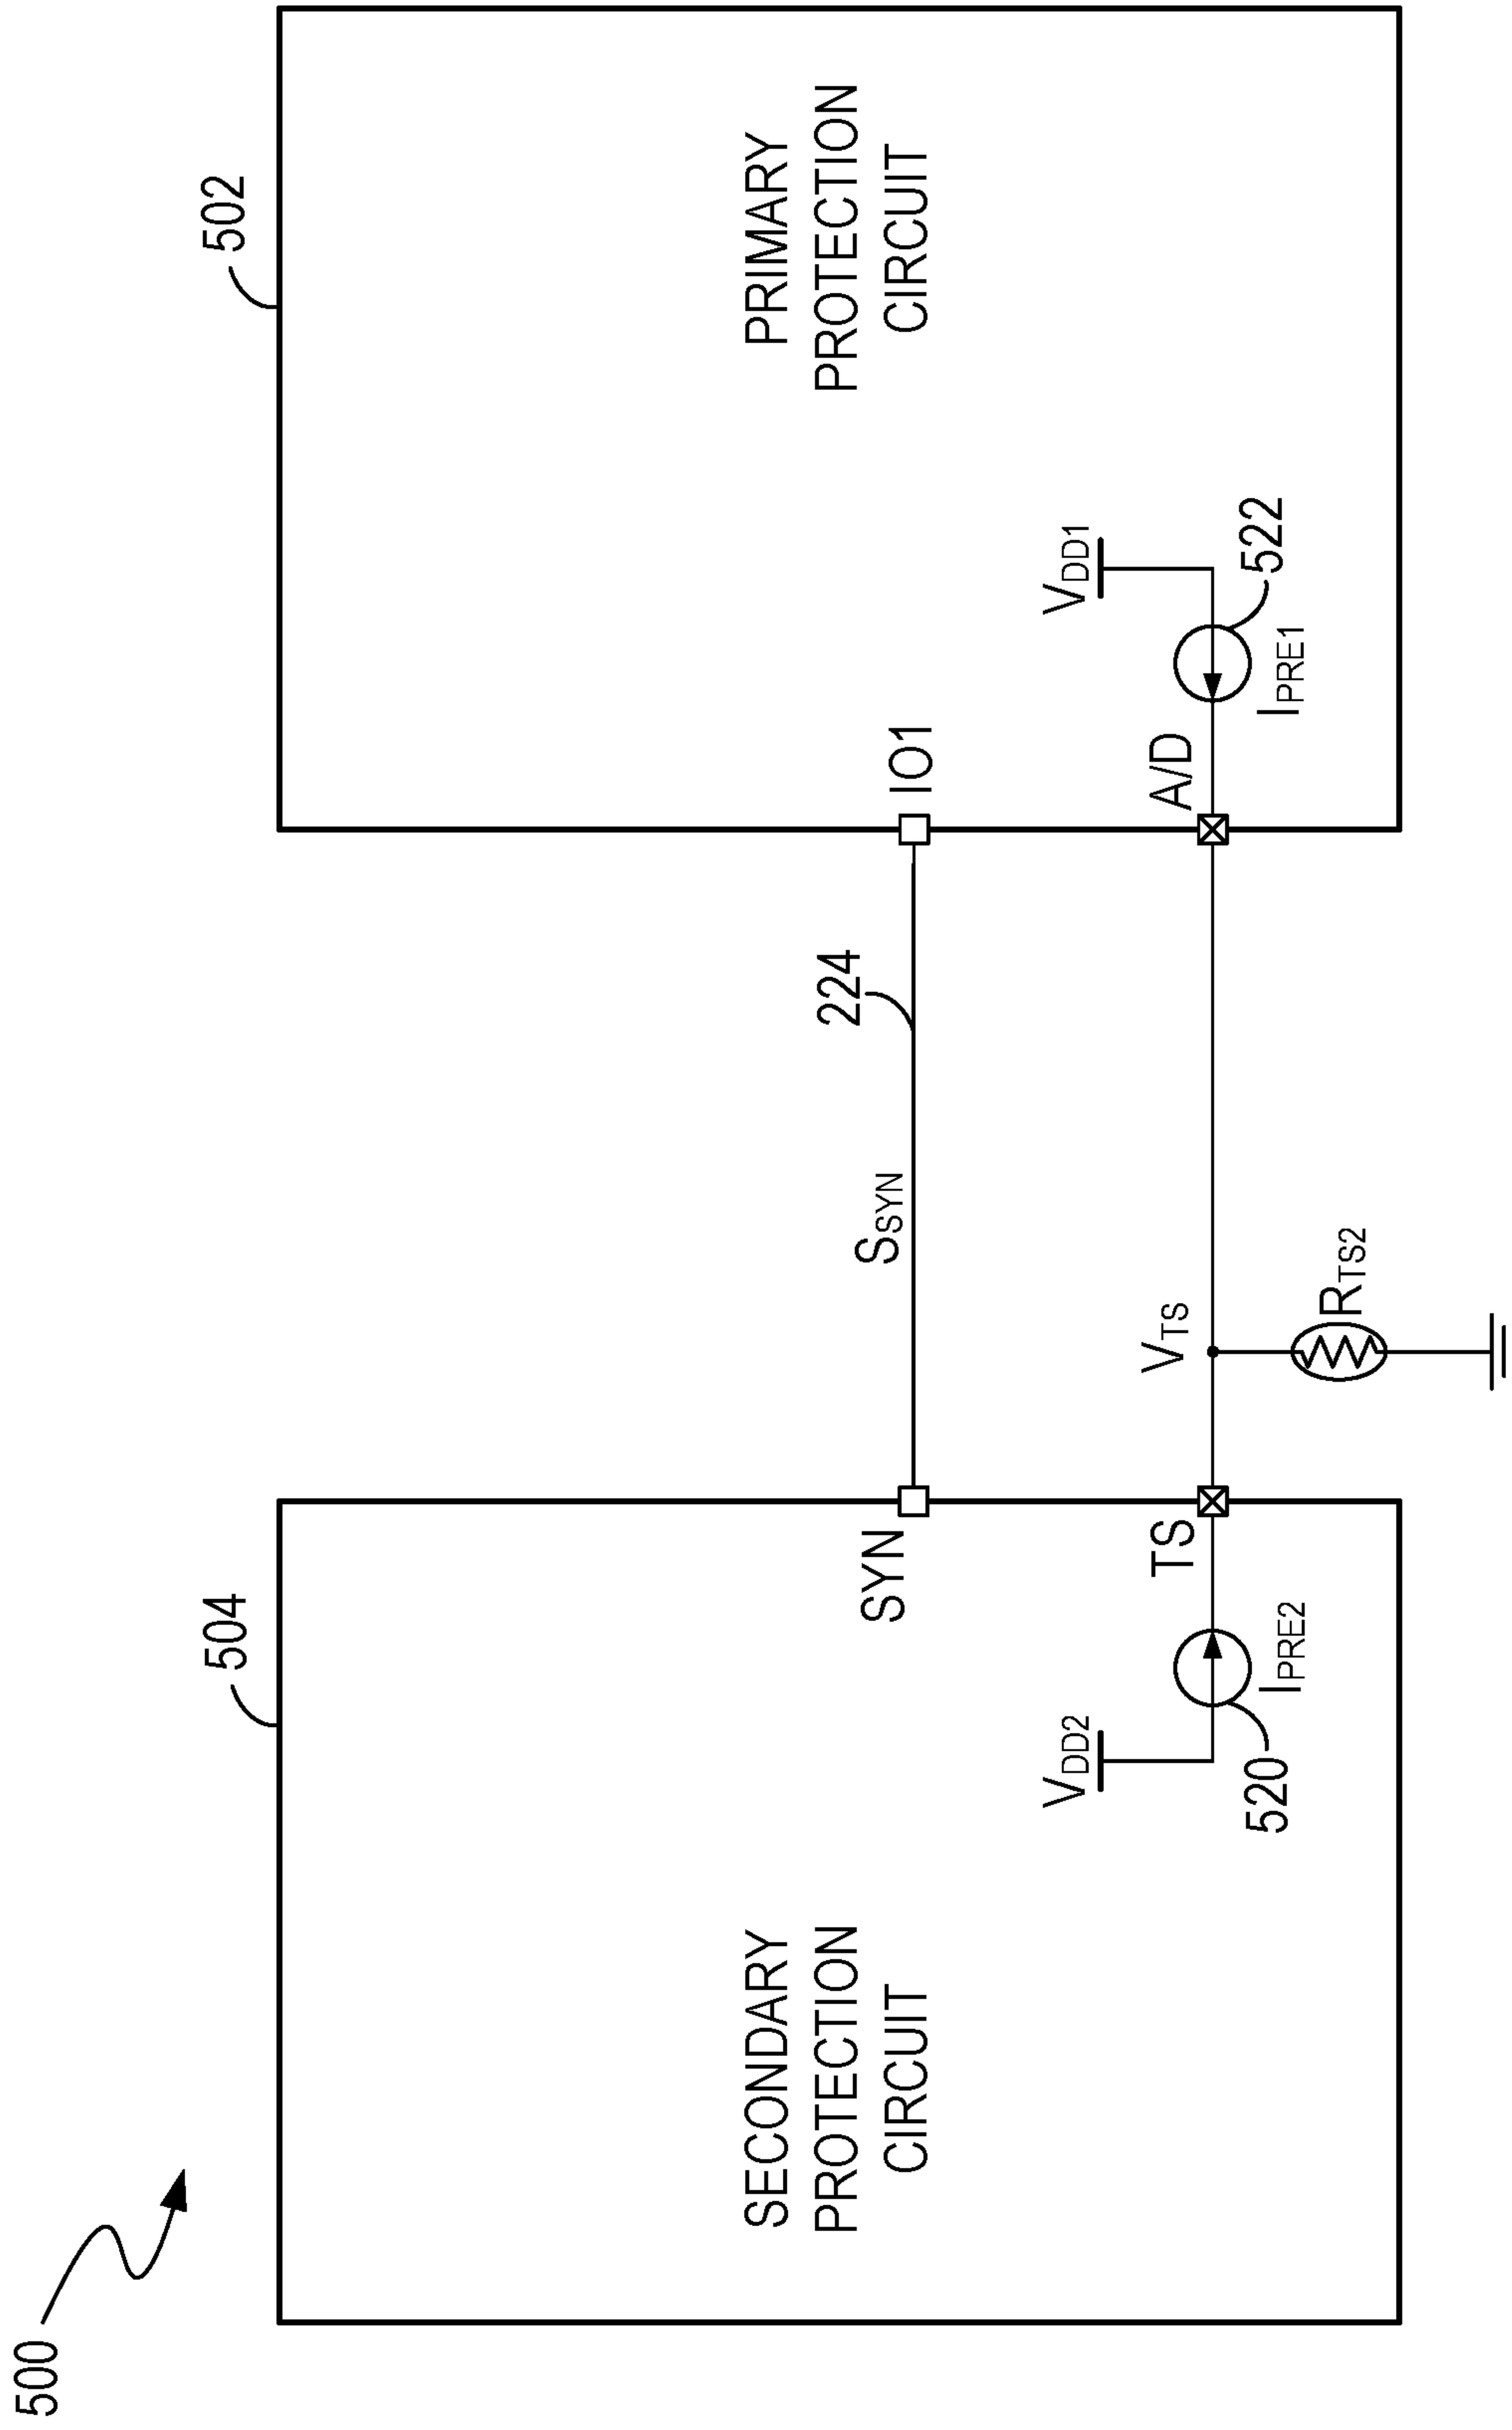 500
504
502
SECONDARY
PROTECTION
CIRCUIT
PRIMARY
PROTECTION
CIRCUIT
SYN
SSYN
224
IO1
VDD2
VDD1
TS
VTS
A/D
520
IPRE2
RTS2
IPRE1
522